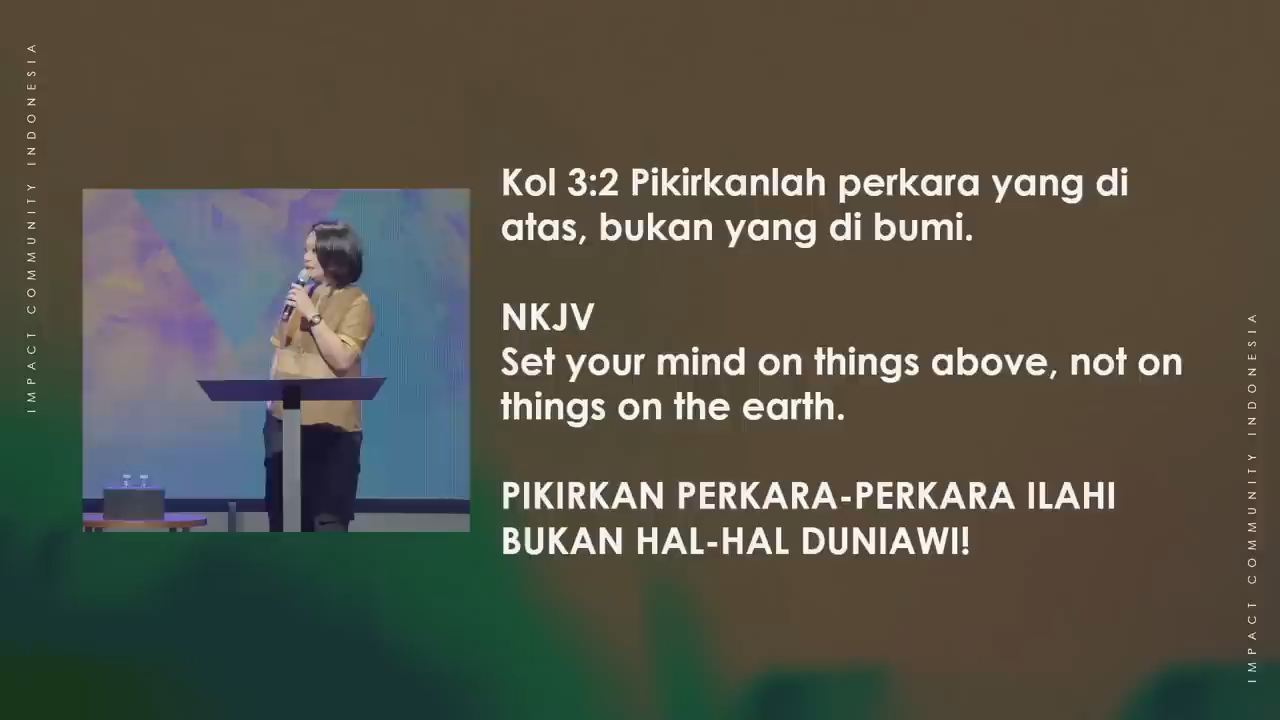 IMPACT COMMUNITY INDONESIA
Kol 3:2 Pikirkanlah perkara yang di
atas, bukan yang di bumi.
NKJV
Set your mind on things above, not on
things on the earth.
PIKIRKAN PERKARA-PERKARA ILAHI
BUKAN HAL-HAL DUNIAWI!
IMPACT COMMUNITY INDONESIA